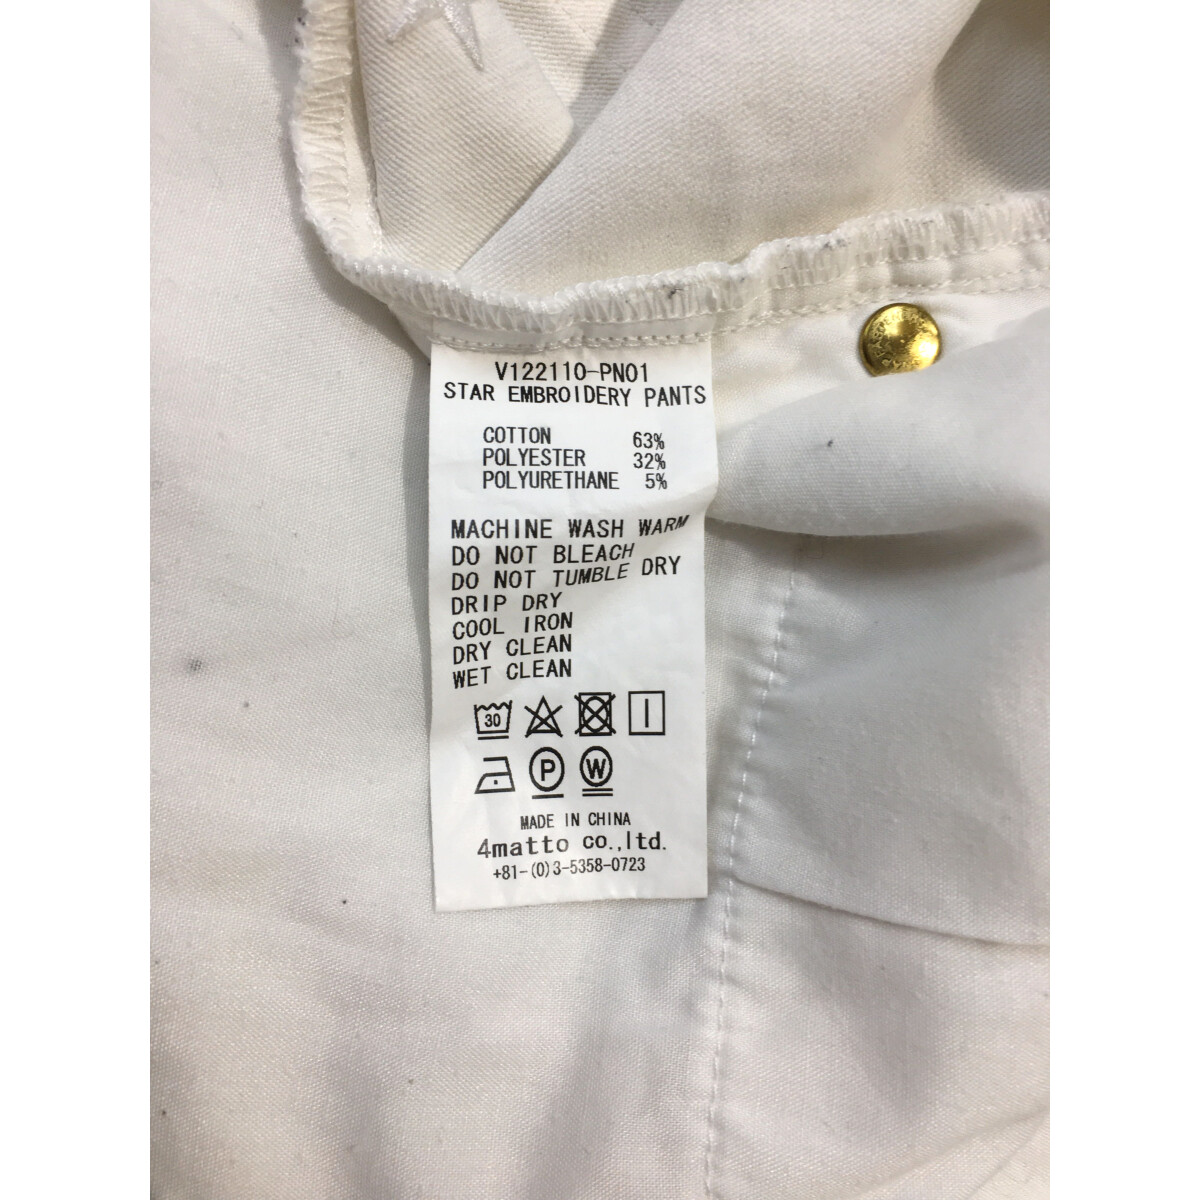 V122110-PN01
STAR EMBROIDERY PANTS
COTTON 63%
POLYESTER 32%
POLYURETHANE 5%
MACHINE WASH WARM
DO NOT BLEACH
DO NOT TUMBLE DRY
DRIP DRY
COOL IRON
DRY CLEAN
WET CLEAN
30
P W
MADE IN CHINA
4matto co.,ltd.
+81-(0)3-5358-0723